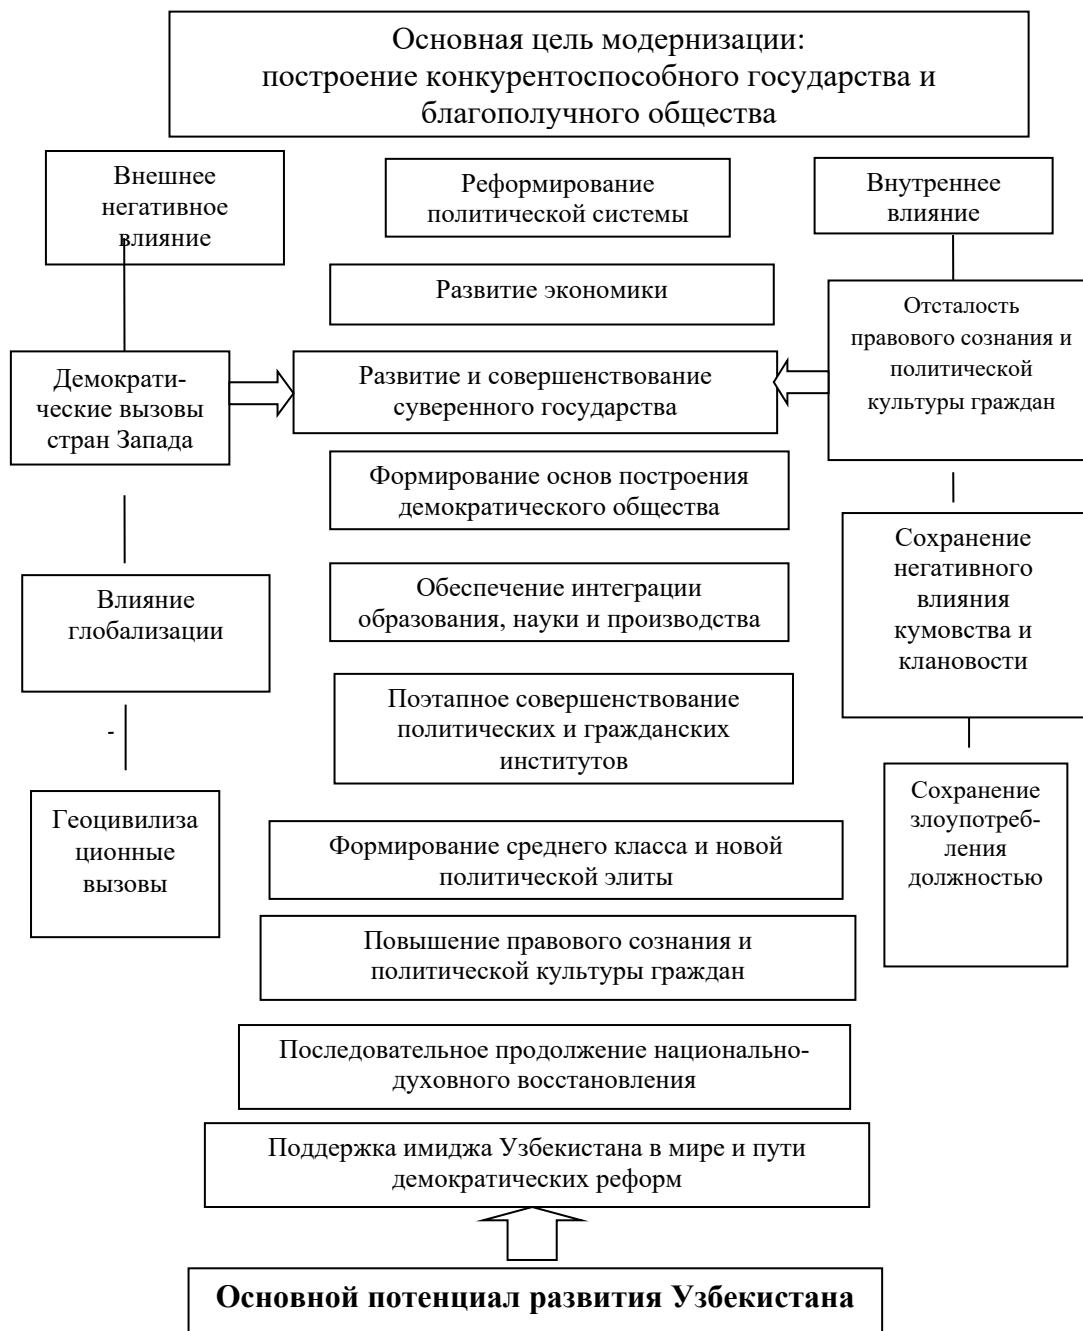 Основная цель модернизации:
построение конкурентоспособного государства и
благополучного общества
Внешнее
негативное
влияние
Реформирование
политической системы
Внутреннее
влияние
Развитие экономики
Отсталость
правового сознания и
политической
культуры граждан
Демократи-
ческие вызовы
стран Запада
Развитие и совершенствование
суверенного государства
Формирование основ построения
демократического общества
Сохранение
негативного
влияния
кумовства и
клановости
Влияние
глобализации
Обеспечение интеграции
образования, науки и производства
Поэтапное совершенствование
политических и гражданских
институтов
-
Геоцивилиза
ционные
вызовы
Формирование среднего класса и новой
политической элиты
Сохранение
злоупотреб-
ления
должностью
Повышение правового сознания и
политической культуры граждан
Последовательное продолжение национально-
духовного восстановления
Поддержка имиджа Узбекистана в мире и пути
демократических реформ
Основной потенциал развития Узбекистана